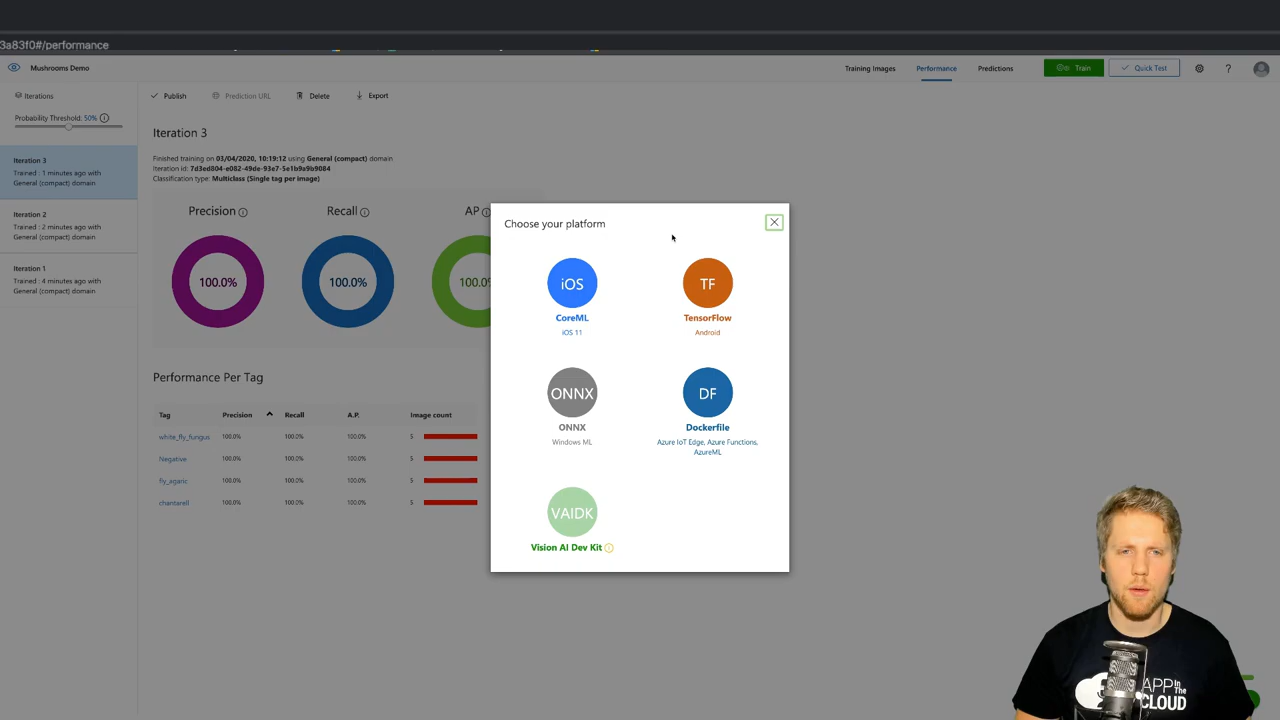 3a83f0#/performance
Mushrooms Demo
Training Images
Performance
Predictions
Train
Quick Test
?
Iterations
Probability Threshold: 50%
Iteration 3
Trained : 1 minutes ago with
General (compact) domain
Iteration 2
Trained : 2 minutes ago with
General (compact) domain
Iteration 1
Trained : 4 minutes ago with
General (compact) domain
Publish
Prediction URL
Delete
Export
Iteration 3
Finished training on 03/04/2020, 10:19:12 using General (compact) domain
Iteration id: 7d3ed804-e082-49de-93e7-5e1b9a9b9084
Classification type: Multiclass (Single tag per image)
Precision
Recall
AP
100.0%
100.0%
100.0
Performance Per Tag
Tag Precision Recall A.P. Image count
white_fly_fungus 100.0% 100.0% 100.0% 5
Negative 100.0% 100.0% 100.0% 5
fly_agaric 100.0% 100.0% 100.0% 5
chantarell 100.0% 100.0% 100.0% 5
Choose your platform
iOS
CoreML
iOS 11
TF
TensorFlow
Android
ONNX
ONNX
Windows ML
DF
Dockerfile
Azure IoT Edge, Azure Functions,
AzureML
VAIDK
Vision AI Dev Kit
APP IN THE
CLOUD